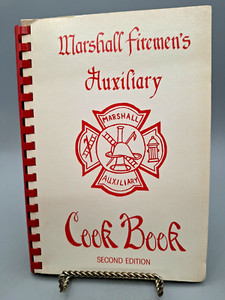 Marshall Firemen's
Auxiliary
MARSHALL
AUXILIARY
Cook Book
SECOND EDITION